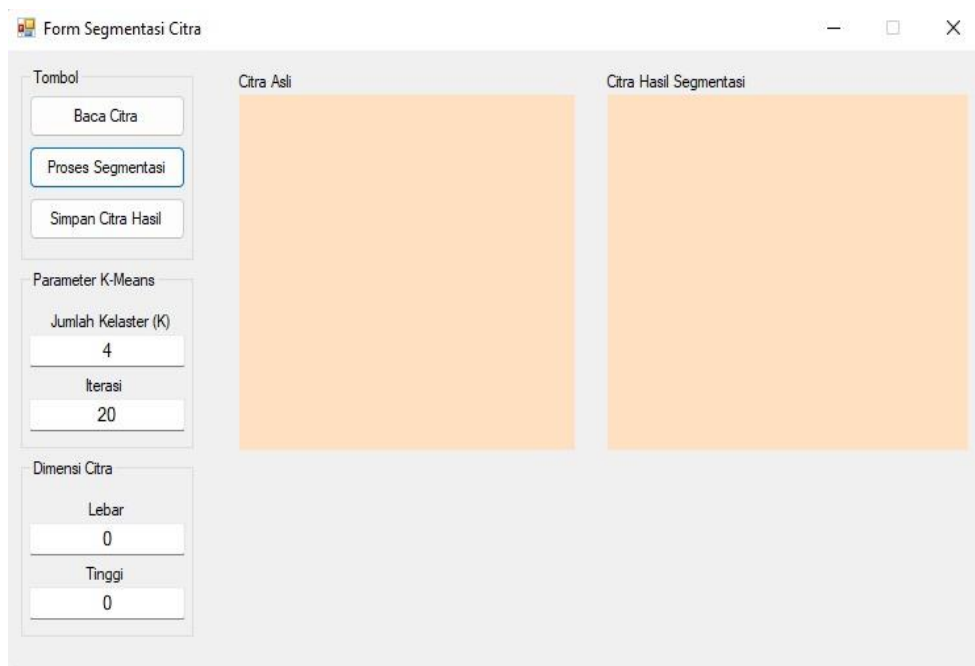 Form Segmentasi Citra
Tombol
Baca Citra
Proses Segmentasi
Simpan Citra Hasil
Parameter K-Means
Jumlah Kelaster (K)
4
Iterasi
20
Dimensi Citra
Lebar
0
Tinggi
0
Citra Asli
Citra Hasil Segmentasi